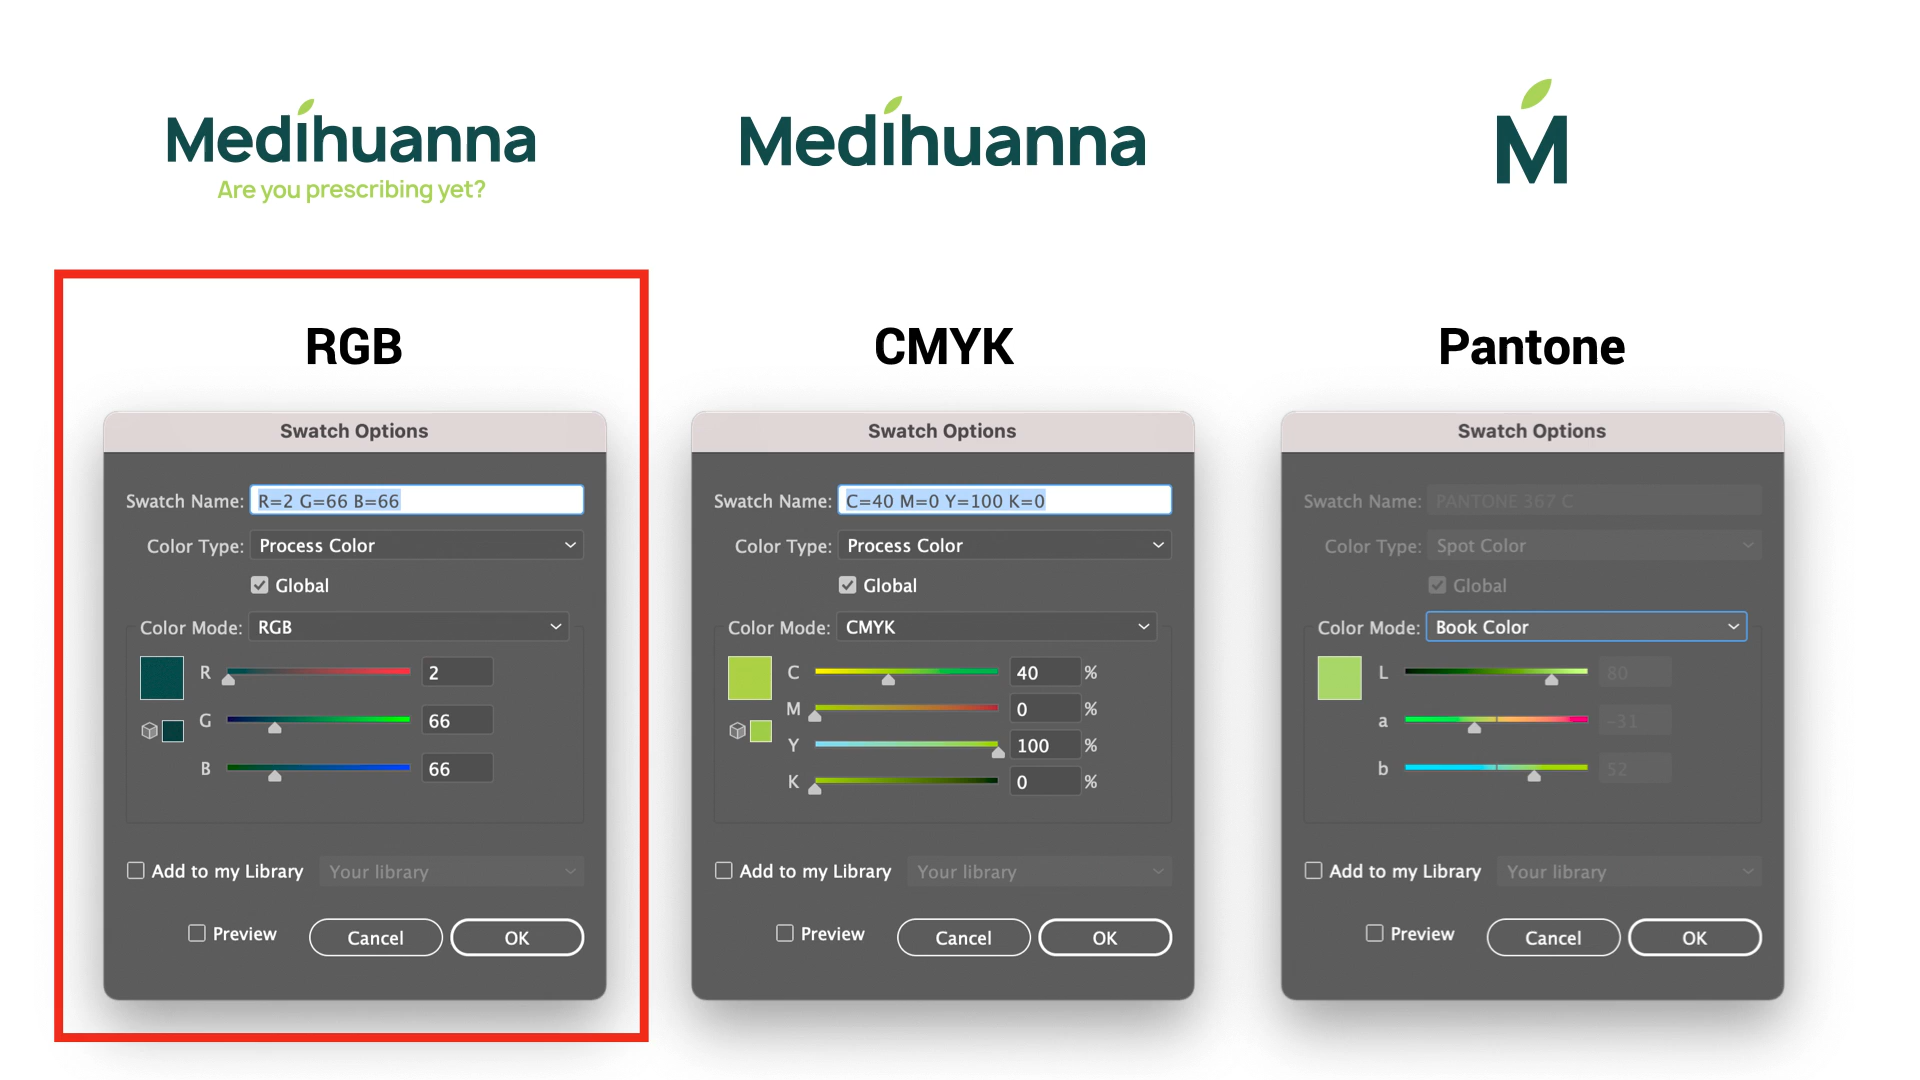 Medihuanna
Are you prescribing yet?
Medihuanna
M
RGB
Swatch Options
Swatch Name: R=2 G=66 B=66
Color Type: Process Color
Global
Color Mode: RGB
R 2
G 66
B 66
Add to my Library Your library
Preview Cancel OK
CMYK
Swatch Options
Swatch Name: C=40 M=0 Y=100 K=0
Color Type: Process Color
Global
Color Mode: CMYK
C 40 %
M 0 %
Y 100 %
K 0 %
Add to my Library Your library
Preview Cancel OK
Pantone
Swatch Options
Swatch Name: PANTONE 367 C
Color Type: Spot Color
Global
Color Mode: Book Color
L 80
a -31
b 52
Add to my Library Your library
Preview Cancel OK